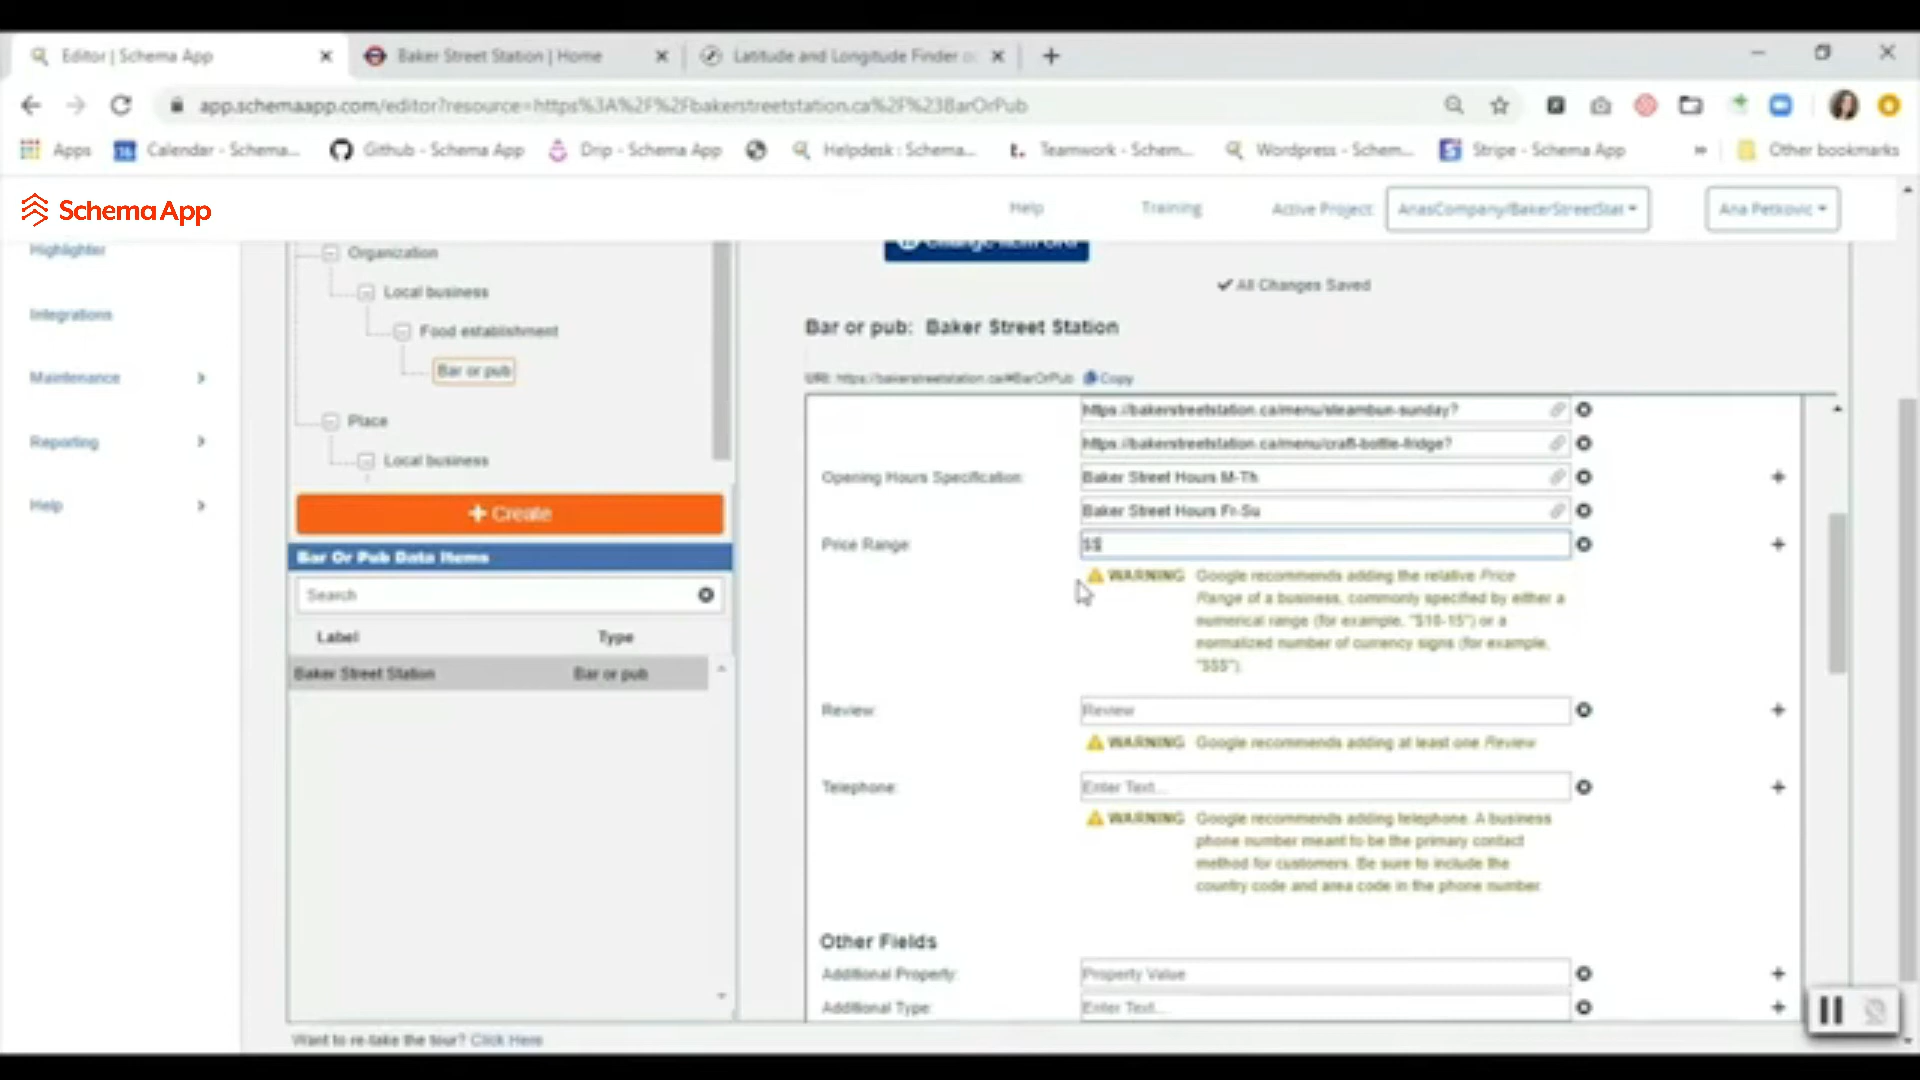 Editor | Schema App
Baker Street Station | Home
Latitude and Longitude Finder o
app.schemaapp.com/editor?resource=https%3A%2F%2Fbakerstreetstation.ca%2F%23BarOrPub
Apps
Calendar - Schema...
Github - Schema App
Drip - Schema App
Helpdesk : Schema...
Teamwork - Schem...
Wordpress - Schem...
Stripe - Schema App
Other bookmarks
Schema App
Help
Training
Active Project:
AnasCompany/BakerStreetStat
Ana Petkovic
Highlighter
Integrations
Maintenance
Reporting
Help
Organization
Local business
Food establishment
Bar or pub
Place
Local business
+ Create
Bar Or Pub Data Items
Search
Label Type
Baker Street Station Bar or pub
Want to re-take the tour? Click Here
Change Item URI
All Changes Saved
Bar or pub: Baker Street Station
URI: https://bakerstreetstation.ca/#BarOrPub Copy
https://bakerstreetstation.ca/menu/steambun-sunday?
https://bakerstreetstation.ca/menu/craft-bottle-fridge?
Opening Hours Specification: Baker Street Hours M-Th
Baker Street Hours Fr-Su
Price Range: $$
WARNING Google recommends adding the relative Price
Range of a business, commonly specified by either a
numerical range (for example, "$10-15") or a
normalized number of currency signs (for example,
"$$$").
Review: Review
WARNING Google recommends adding at least one Review
Telephone: Enter Text...
WARNING Google recommends adding telephone. A business
phone number meant to be the primary contact
method for customers. Be sure to include the
country code and area code in the phone number.
Other Fields
Additional Property: Property Value
Additional Type: Enter Text...